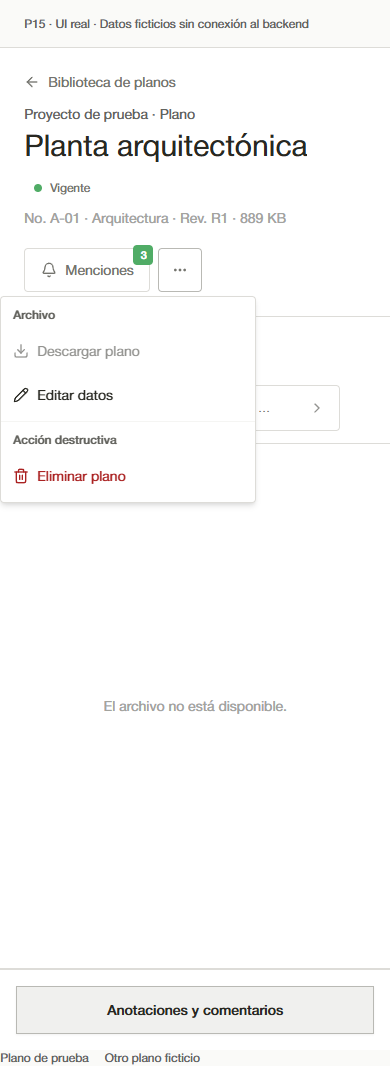 P15 · UI real · Datos ficticios sin conexión al backend
Biblioteca de planos
Proyecto de prueba · Plano
Planta arquitectónica
Vigente
No. A-01 · Arquitectura · Rev. R1 · 889 KB
Menciones 3 ...
Archivo
Descargar plano
Editar datos
...
Acción destructiva
Eliminar plano
El archivo no está disponible.
Anotaciones y comentarios
Plano de prueba Otro plano ficticio